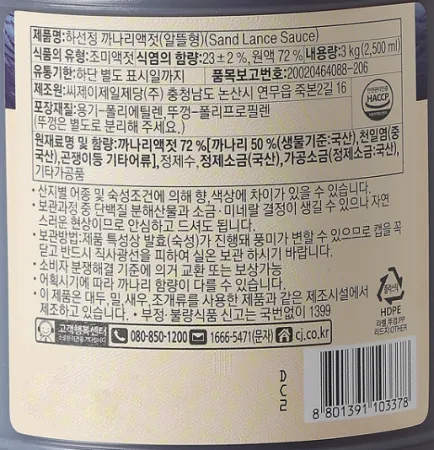 제품명:하선정 까나리액젓(알뜰형)(Sand Lance Sauce)
식품의 유형:조미액젓 식염의 함량:23±2 %, 원액 72 % 내용량:3 kg (2,500 ml)
유통기한:하단 별도 표시일까지 품목보고번호:20020464088-206
제조원:씨제이제일제당(주) 충청남도 논산시 연무읍 죽본2길 16
포장재질:용기-폴리에틸렌, 뚜껑-폴리프로필렌
(뚜껑은 별도로 분리해 주세요.)
HACCP
원재료명 및 함량:까나리액젓 72 %[까나리 50 %(생물기준:국산), 천일염(중
국산), 곤쟁이등 기타어류], 정제수, 정제소금(국산), 가공소금(정제소금:국산),
기타가공품
·산지별 어종 및 숙성조건에 의해 향, 색상에 차이가 있을 수 있습니다.
·보관과정 중 단백질 분해산물과 소금·미네랄 결정이 생길 수 있으나 자연
스러운 현상이므로 안심하고 드셔도 됩니다.
·보관방법:제품 특성상 발효(숙성)가 진행돼 풍미가 변할 수 있으므로 캡을 꼭
닫고 반드시 직사광선을 피하여 실온 보관 하시기 바랍니다.
·소비자 분쟁해결 기준에 의거 교환 또는 보상가능
·어획시기에 따라 까나리 함량이 다를 수 있습니다.
·이 제품은 대두, 밀, 새우, 조개류를 사용한 제품과 같은 제조시설에서
제조하고 있습니다. ·부정·불량식품 신고는 국번없이 1399
고객행복센터
080-850-1200 1666-5471(문자) cj.co.kr
플라스틱
HDPE
리드지:OTHER
DC2
8 801391 103378